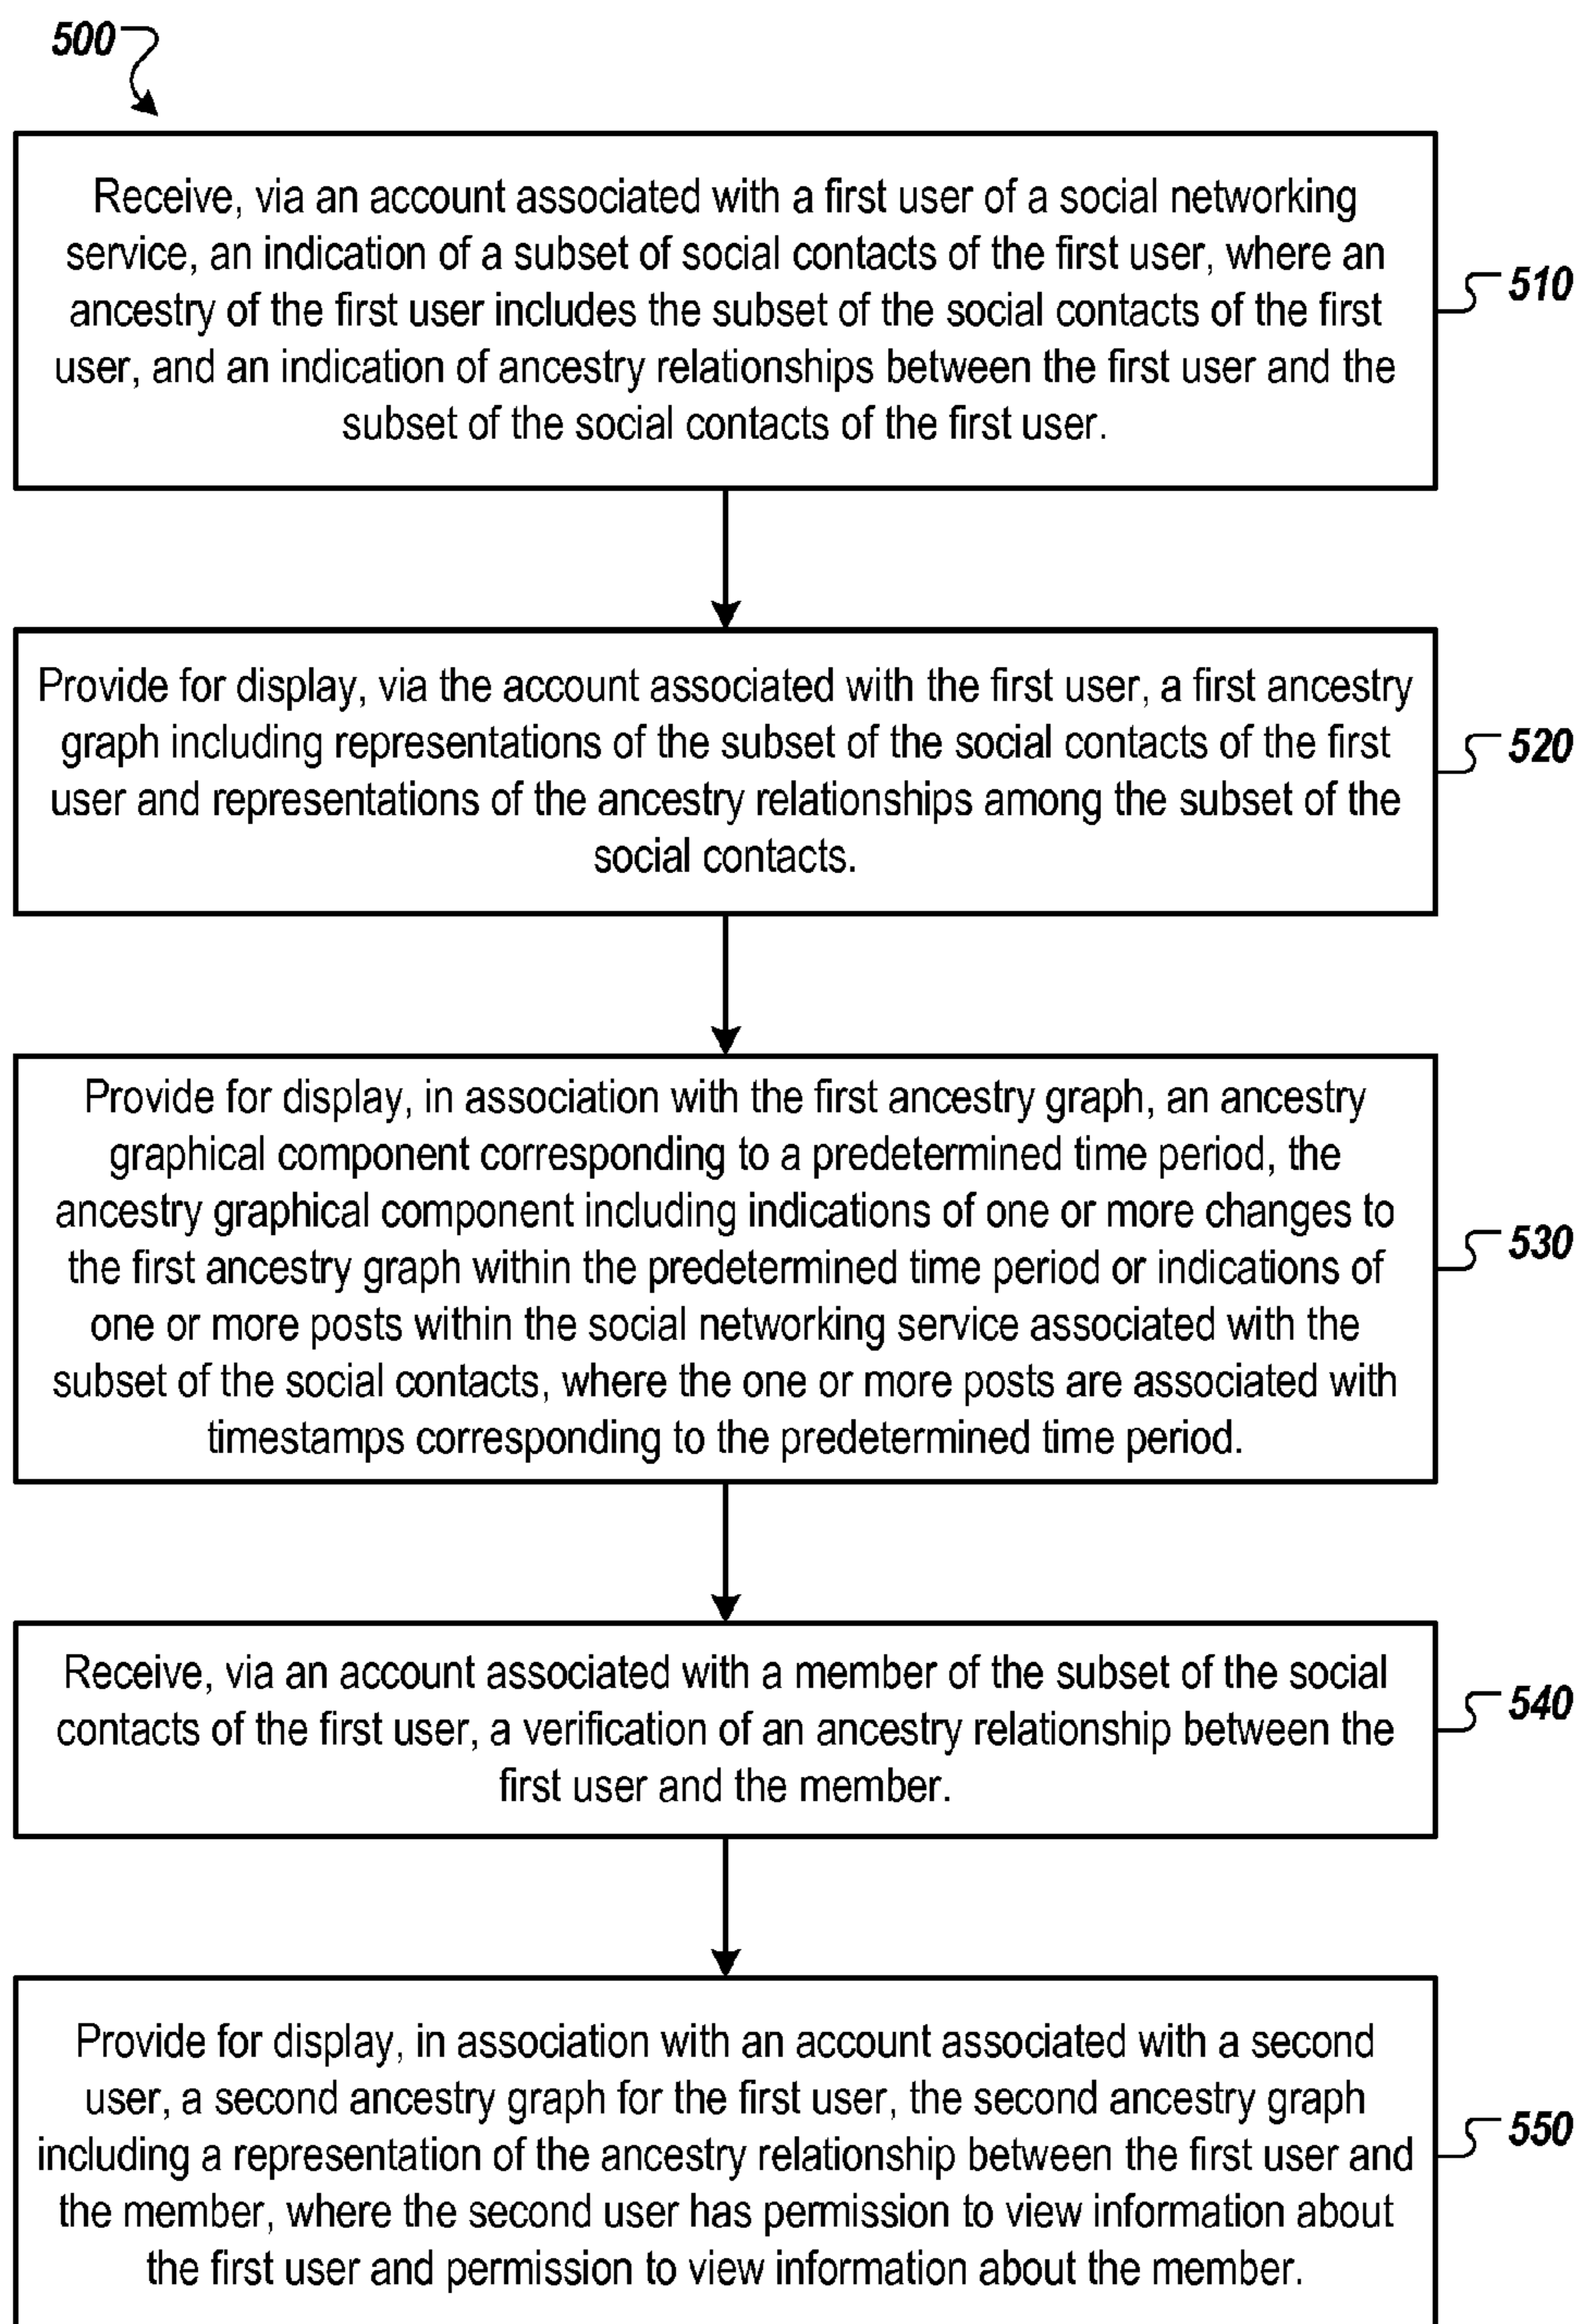 500
Receive, via an account associated with a first user of a social networking
service, an indication of a subset of social contacts of the first user, where an
ancestry of the first user includes the subset of the social contacts of the first
user, and an indication of ancestry relationships between the first user and the
subset of the social contacts of the first user.
510
Provide for display, via the account associated with the first user, a first ancestry
graph including representations of the subset of the social contacts of the first
user and representations of the ancestry relationships among the subset of the
social contacts.
520
Provide for display, in association with the first ancestry graph, an ancestry
graphical component corresponding to a predetermined time period, the
ancestry graphical component including indications of one or more changes to
the first ancestry graph within the predetermined time period or indications of
one or more posts within the social networking service associated with the
subset of the social contacts, where the one or more posts are associated with
timestamps corresponding to the predetermined time period.
530
Receive, via an account associated with a member of the subset of the social
contacts of the first user, a verification of an ancestry relationship between the
first user and the member.
540
Provide for display, in association with an account associated with a second
user, a second ancestry graph for the first user, the second ancestry graph
including a representation of the ancestry relationship between the first user and
the member, where the second user has permission to view information about
the first user and permission to view information about the member.
550